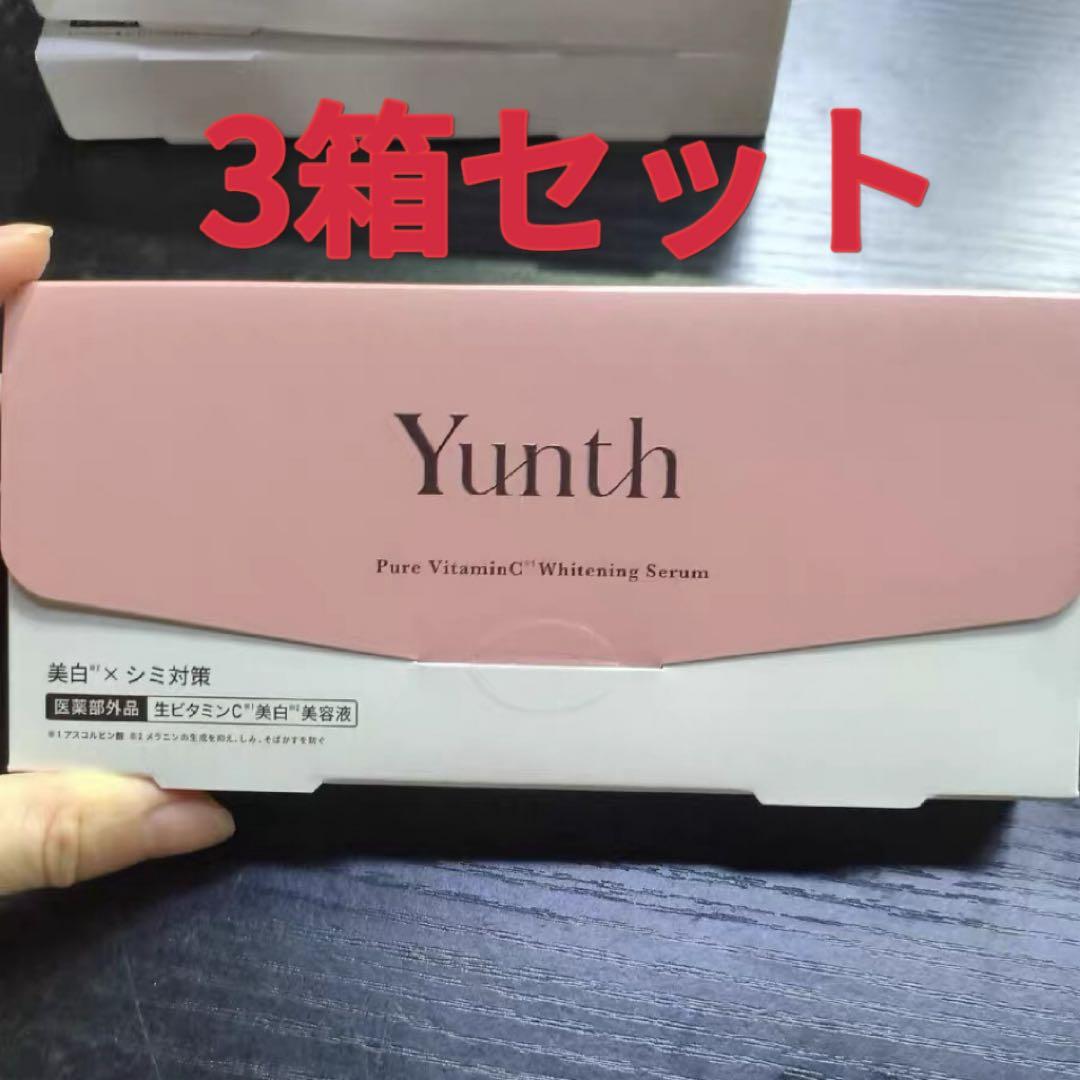 3箱セット
Yunth
Pure VitaminC※1 Whitening Serum
美白※2×シミ対策
医薬部外品 生ビタミンC※1美白※2美容液
※1 アスコルビン酸 ※2 メラニンの生成を抑え、しみ、そばかすを防ぐ